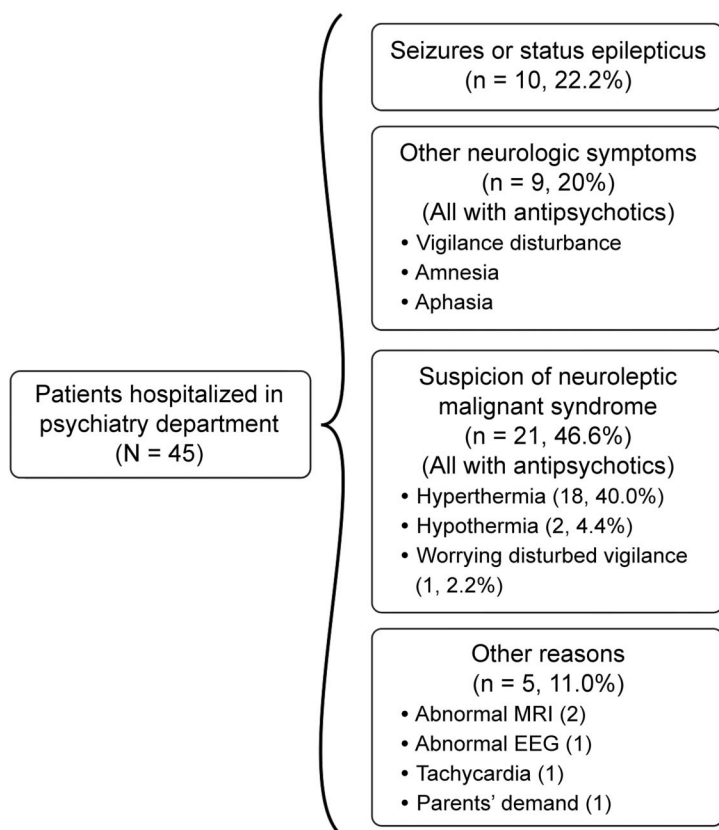 Patients hospitalized in
psychiatry department
(N = 45)
Seizures or status epilepticus
(n = 10, 22.2%)
Other neurologic symptoms
(n = 9, 20%)
(All with antipsychotics)
• Vigilance disturbance
• Amnesia
• Aphasia
Suspicion of neuroleptic
malignant syndrome
(n = 21, 46.6%)
(All with antipsychotics)
• Hyperthermia (18, 40.0%)
• Hypothermia (2, 4.4%)
• Worrying disturbed vigilance
(1, 2.2%)
Other reasons
(n = 5, 11.0%)
• Abnormal MRI (2)
• Abnormal EEG (1)
• Tachycardia (1)
• Parents’ demand (1)